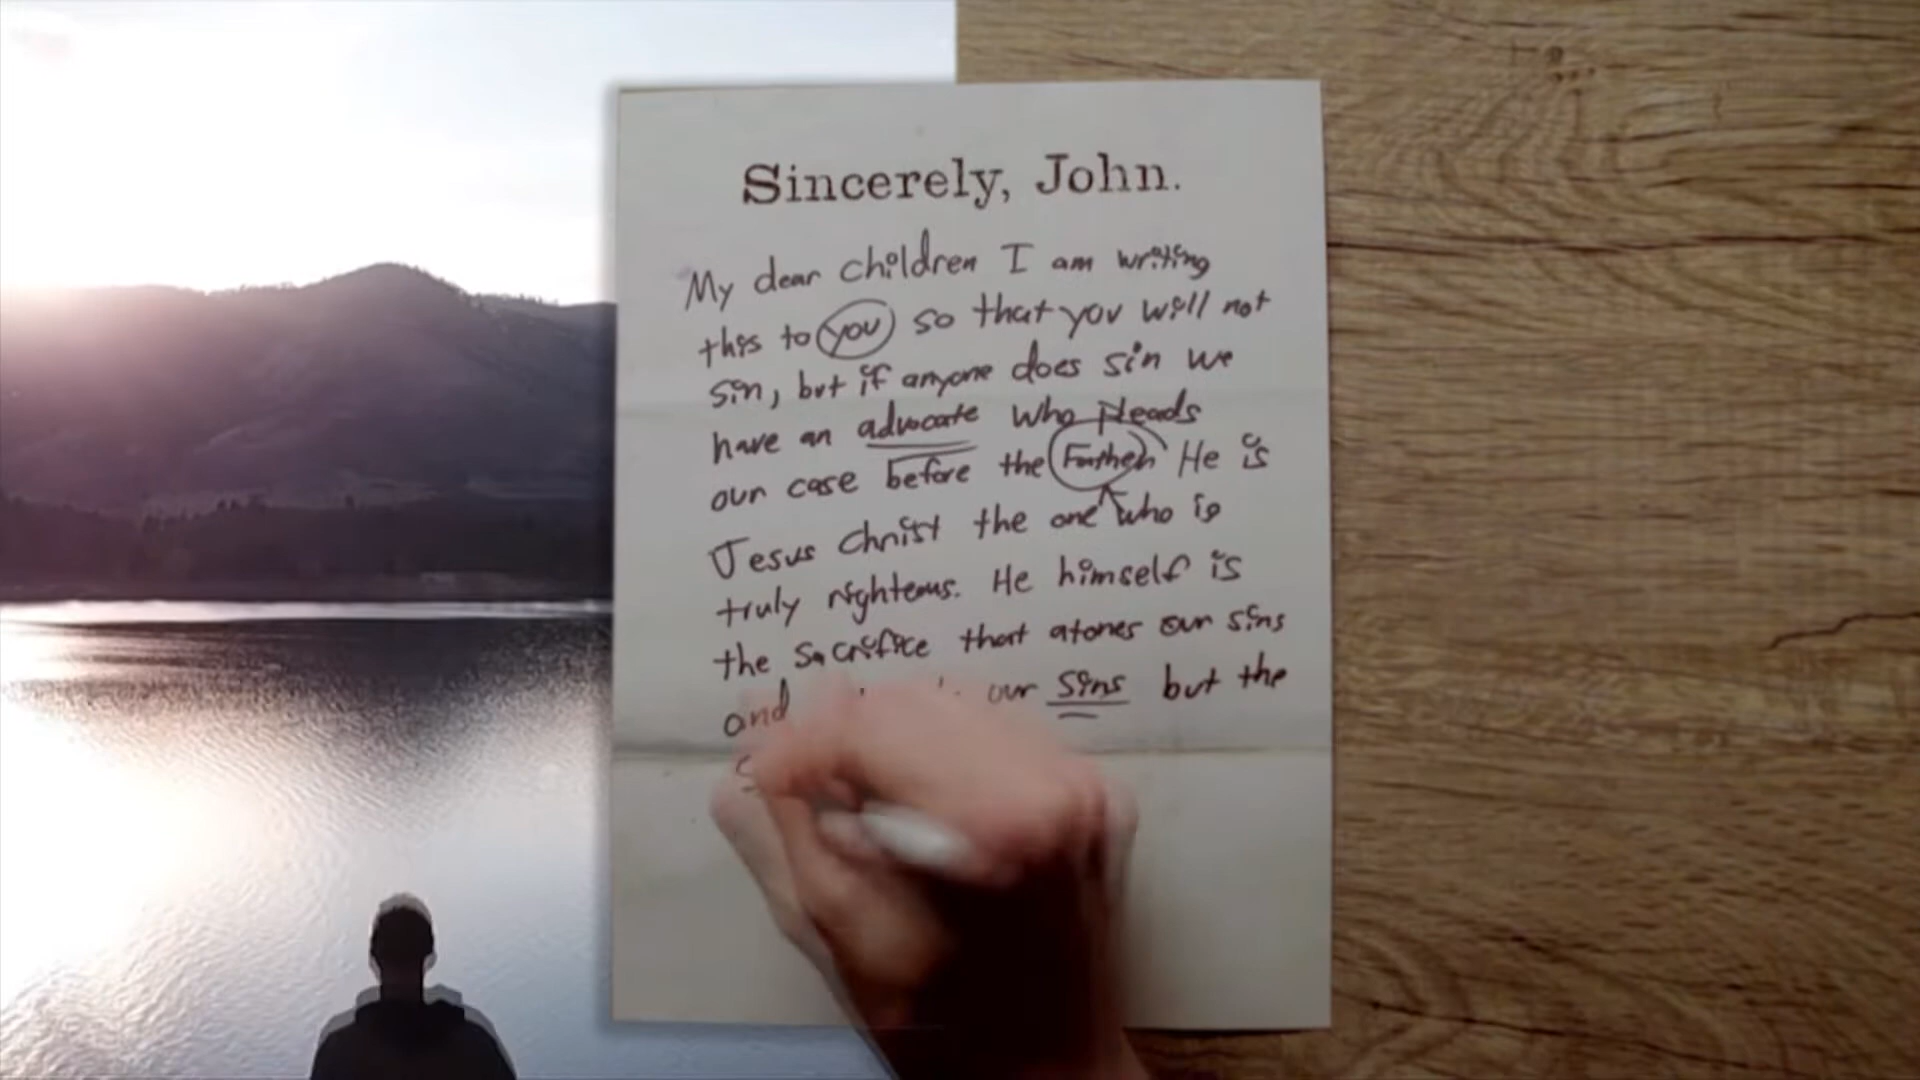 Sincerely, John.
My dear children I am writing
this to you so that you will not
sin, but if anyone does sin we
have an advocate who pleads
our case before the Father He is
Jesus Christ the one who is
truly righteous. He himself is
the sacrifice that atones our sins
and our sins but the